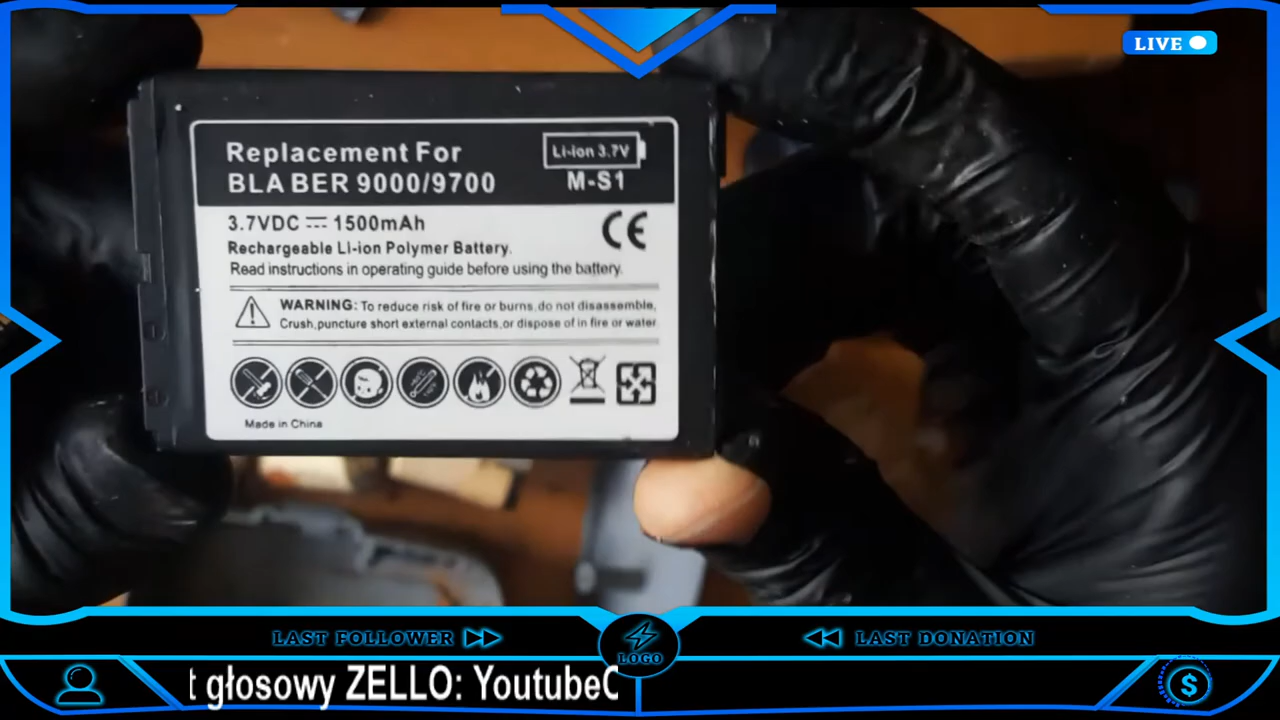 LIVE
Replacement For
BLA BER 9000/9700
Li-ion 3.7V
M-S1
3.7VDC ⎓ 1500mAh
CE
Rechargeable Li-ion Polymer Battery.
Read instructions in operating guide before using the battery.
WARNING: To reduce risk of fire or burns,do not disassemble,
Crush,puncture short external contacts,or dispose of in fire or water
Made in China
LAST FOLLOWER
LOGO
LAST DONATION
t głosowy ZELLO: Youtube
$